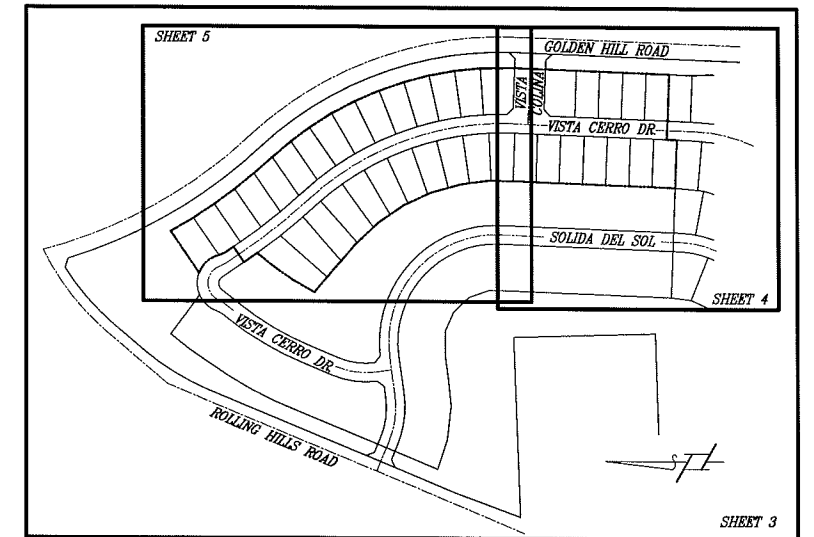 SHEET 5
GOLDEN HILL ROAD
VISTA
COLINA
VISTA CERRO DR.
SOLIDA DEL SOL
SHEET 4
VISTA CERRO DR.
ROLLING HILLS ROAD
SHEET 3